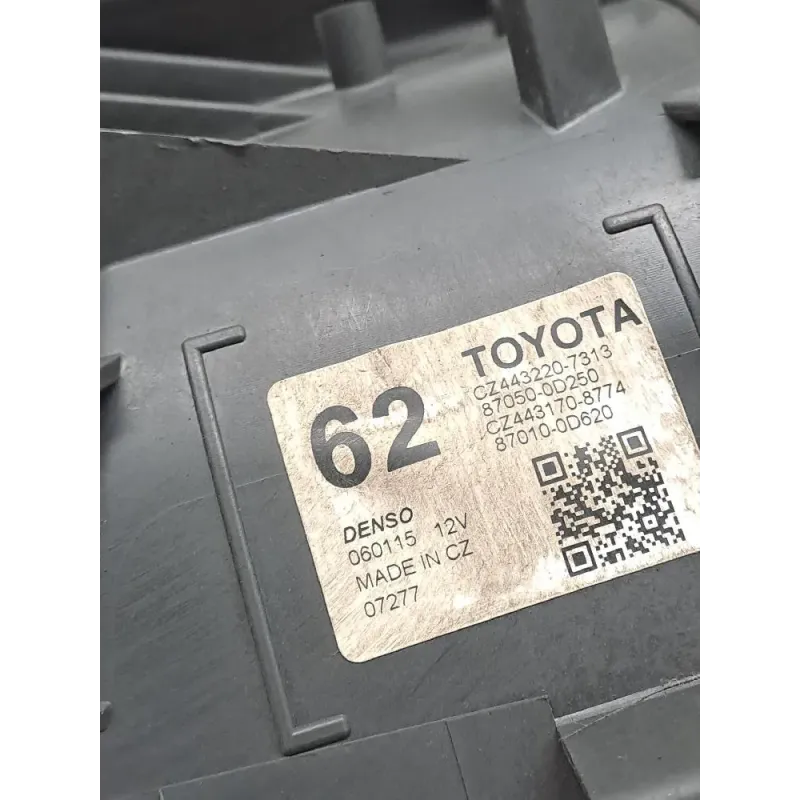 62
TOYOTA
CZ443220-7313
87050-0D250
CZ443170-8774
87010-0D620
DENSO
060115 12V
MADE IN CZ
07277